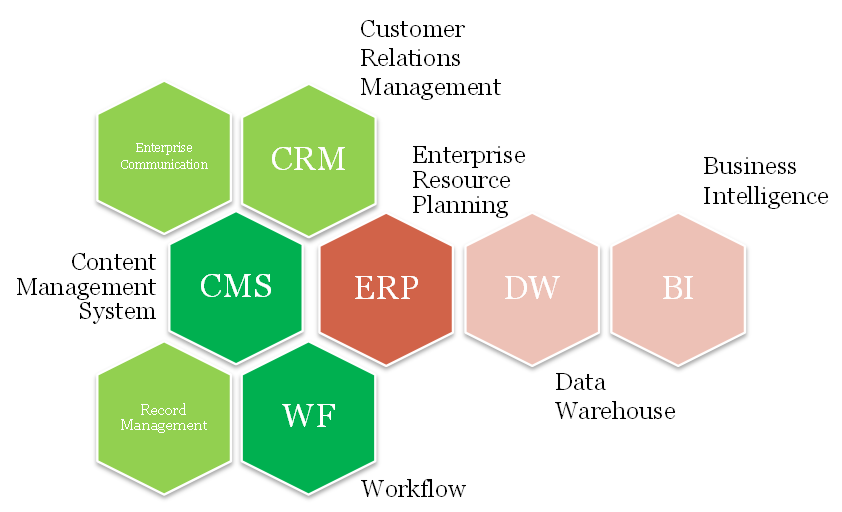 Customer
Relations
Management
Enterprise
Communication
CRM
Enterprise
Resource
Planning
Business
Intelligence
Content
Management
System
CMS
ERP
DW
BI
Data
Warehouse
Record
Management
WF
Workflow